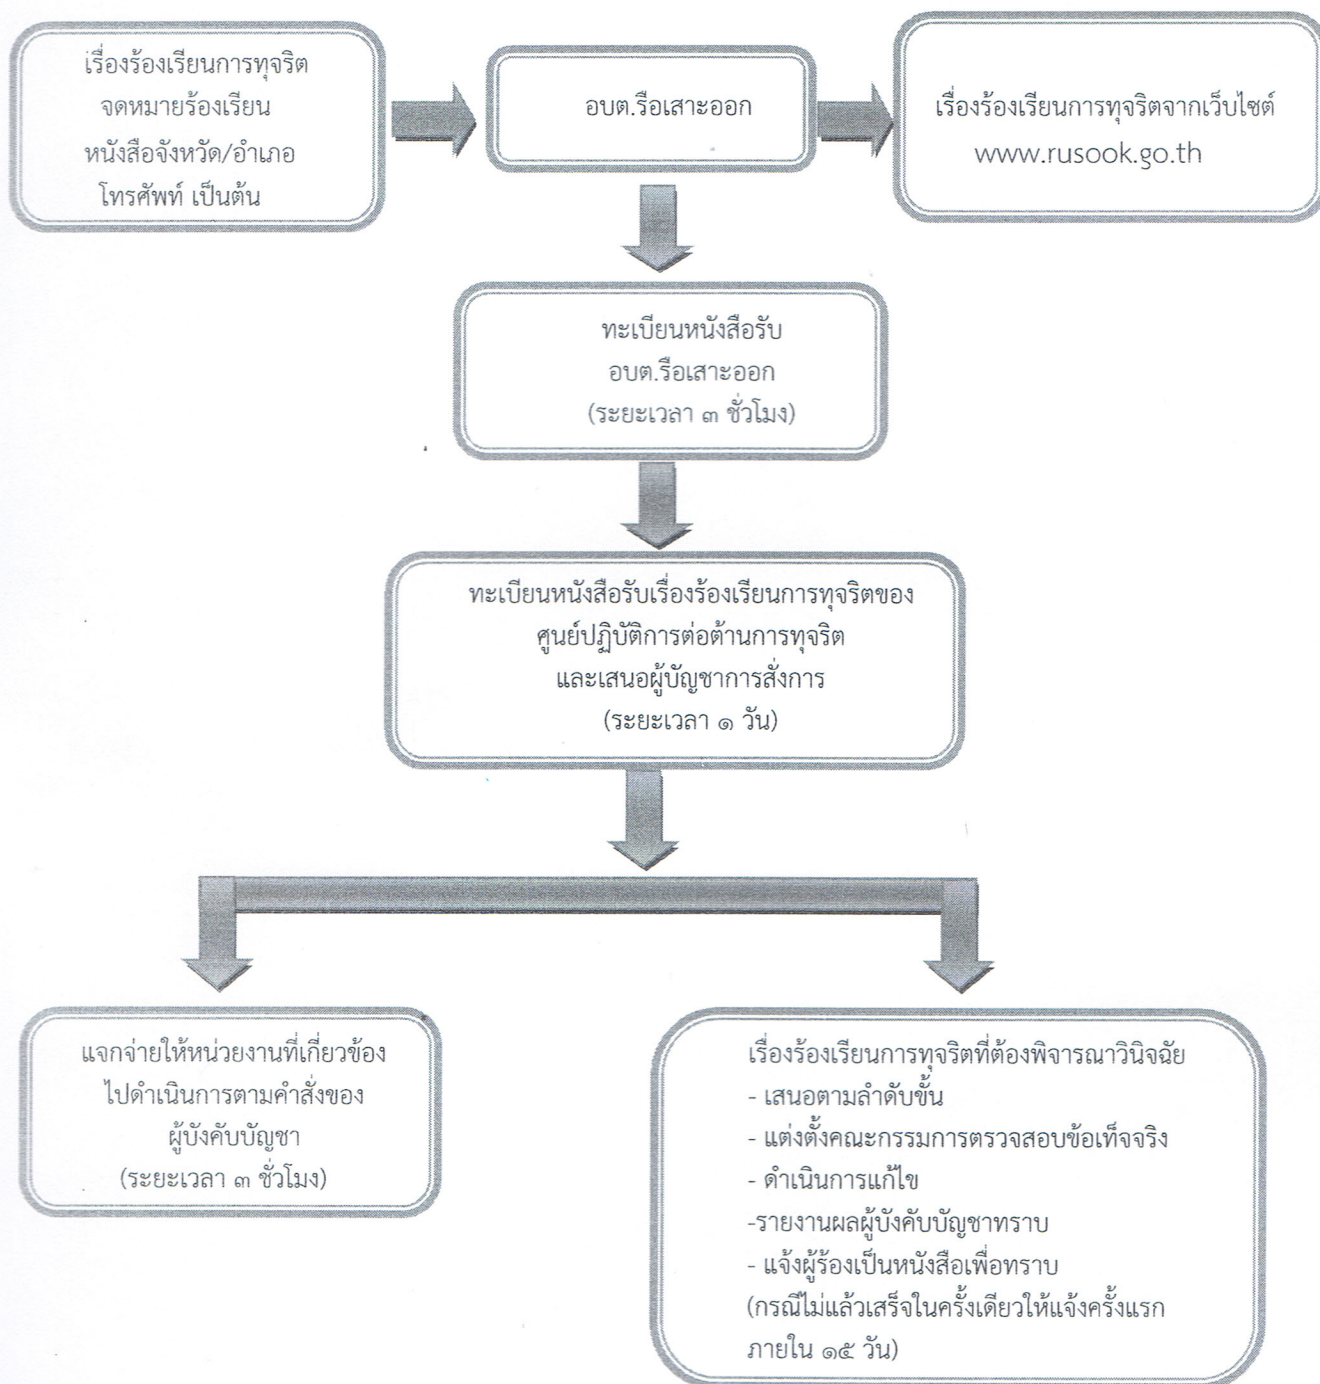 เรื่องร้องเรียนการทุจริต
จดหมายร้องเรียน
หนังสือจังหวัด/อำเภอ
โทรศัพท์ เป็นต้น
อบต.รือเสาะออก
เรื่องร้องเรียนการทุจริตจากเว็บไซต์
www.rusook.go.th
ทะเบียนหนังสือรับ
อบต.รือเสาะออก
(ระยะเวลา ๓ ชั่วโมง)
ทะเบียนหนังสือรับเรื่องร้องเรียนการทุจริตของ
ศูนย์ปฏิบัติการต่อต้านการทุจริต
และเสนอผู้บัญชาการสั่งการ
(ระยะเวลา ๑ วัน)
แจกจ่ายให้หน่วยงานที่เกี่ยวข้อง
ไปดำเนินการตามคำสั่งของ
ผู้บังคับบัญชา
(ระยะเวลา ๓ ชั่วโมง)
เรื่องร้องเรียนการทุจริตที่ต้องพิจารณาวินิจฉัย
- เสนอตามลำดับขั้น
- แต่งตั้งคณะกรรมการตรวจสอบข้อเท็จจริง
- ดำเนินการแก้ไข
-รายงานผลผู้บังคับบัญชาทราบ
- แจ้งผู้ร้องเป็นหนังสือเพื่อทราบ
(กรณีไม่แล้วเสร็จในครั้งเดียวให้แจ้งครั้งแรก
ภายใน ๑๕ วัน)